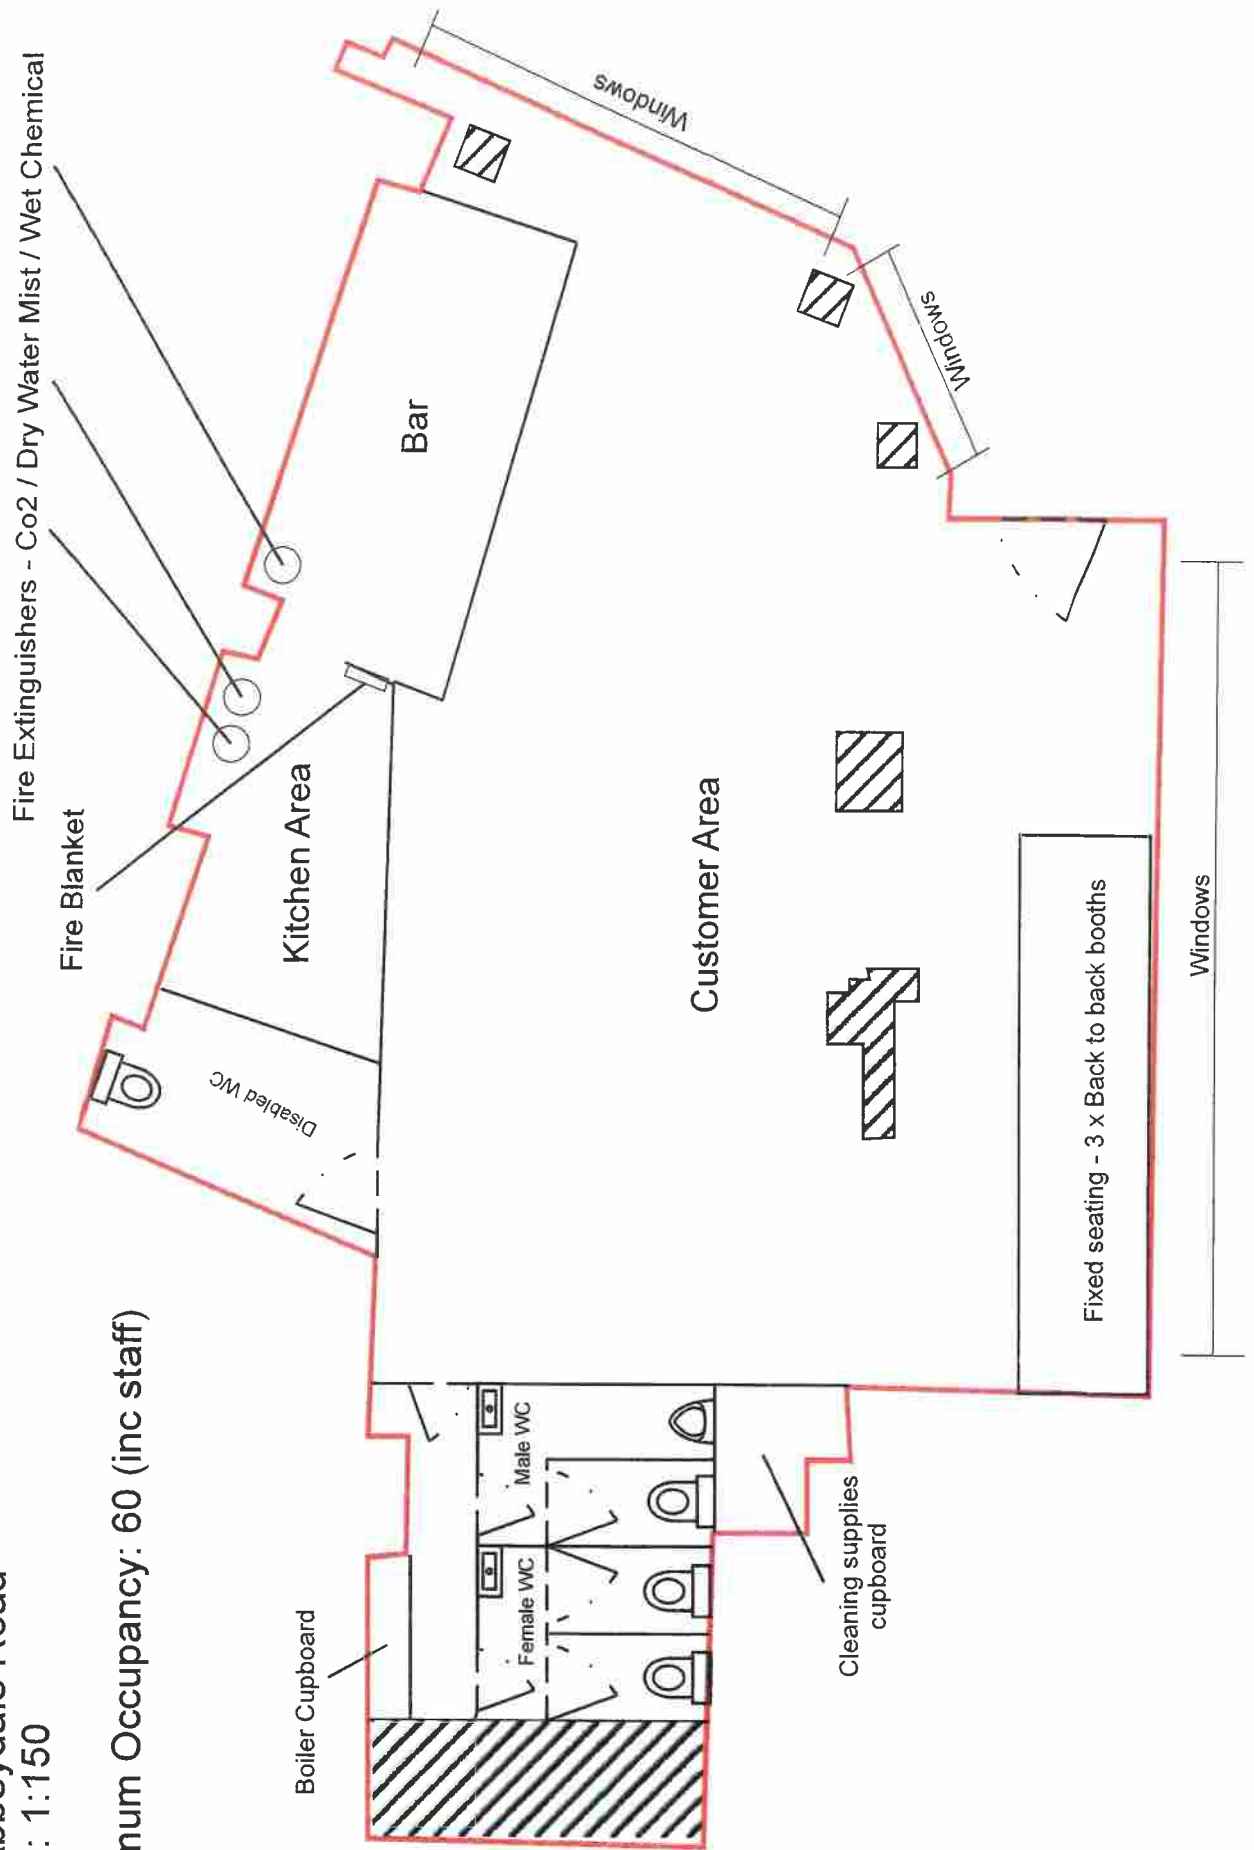 : 1:150
num Occupancy: 60 (inc staff)
Fire Extinguishers - Co2 / Dry Water Mist / Wet Chemical
Fire Blanket
Kitchen Area
Bar
Disabled WC
Customer Area
Windows
Windows
Windows
Boiler Cupboard
Female WC
Male WC
Cleaning supplies
cupboard
Fixed seating - 3 x Back to back booths